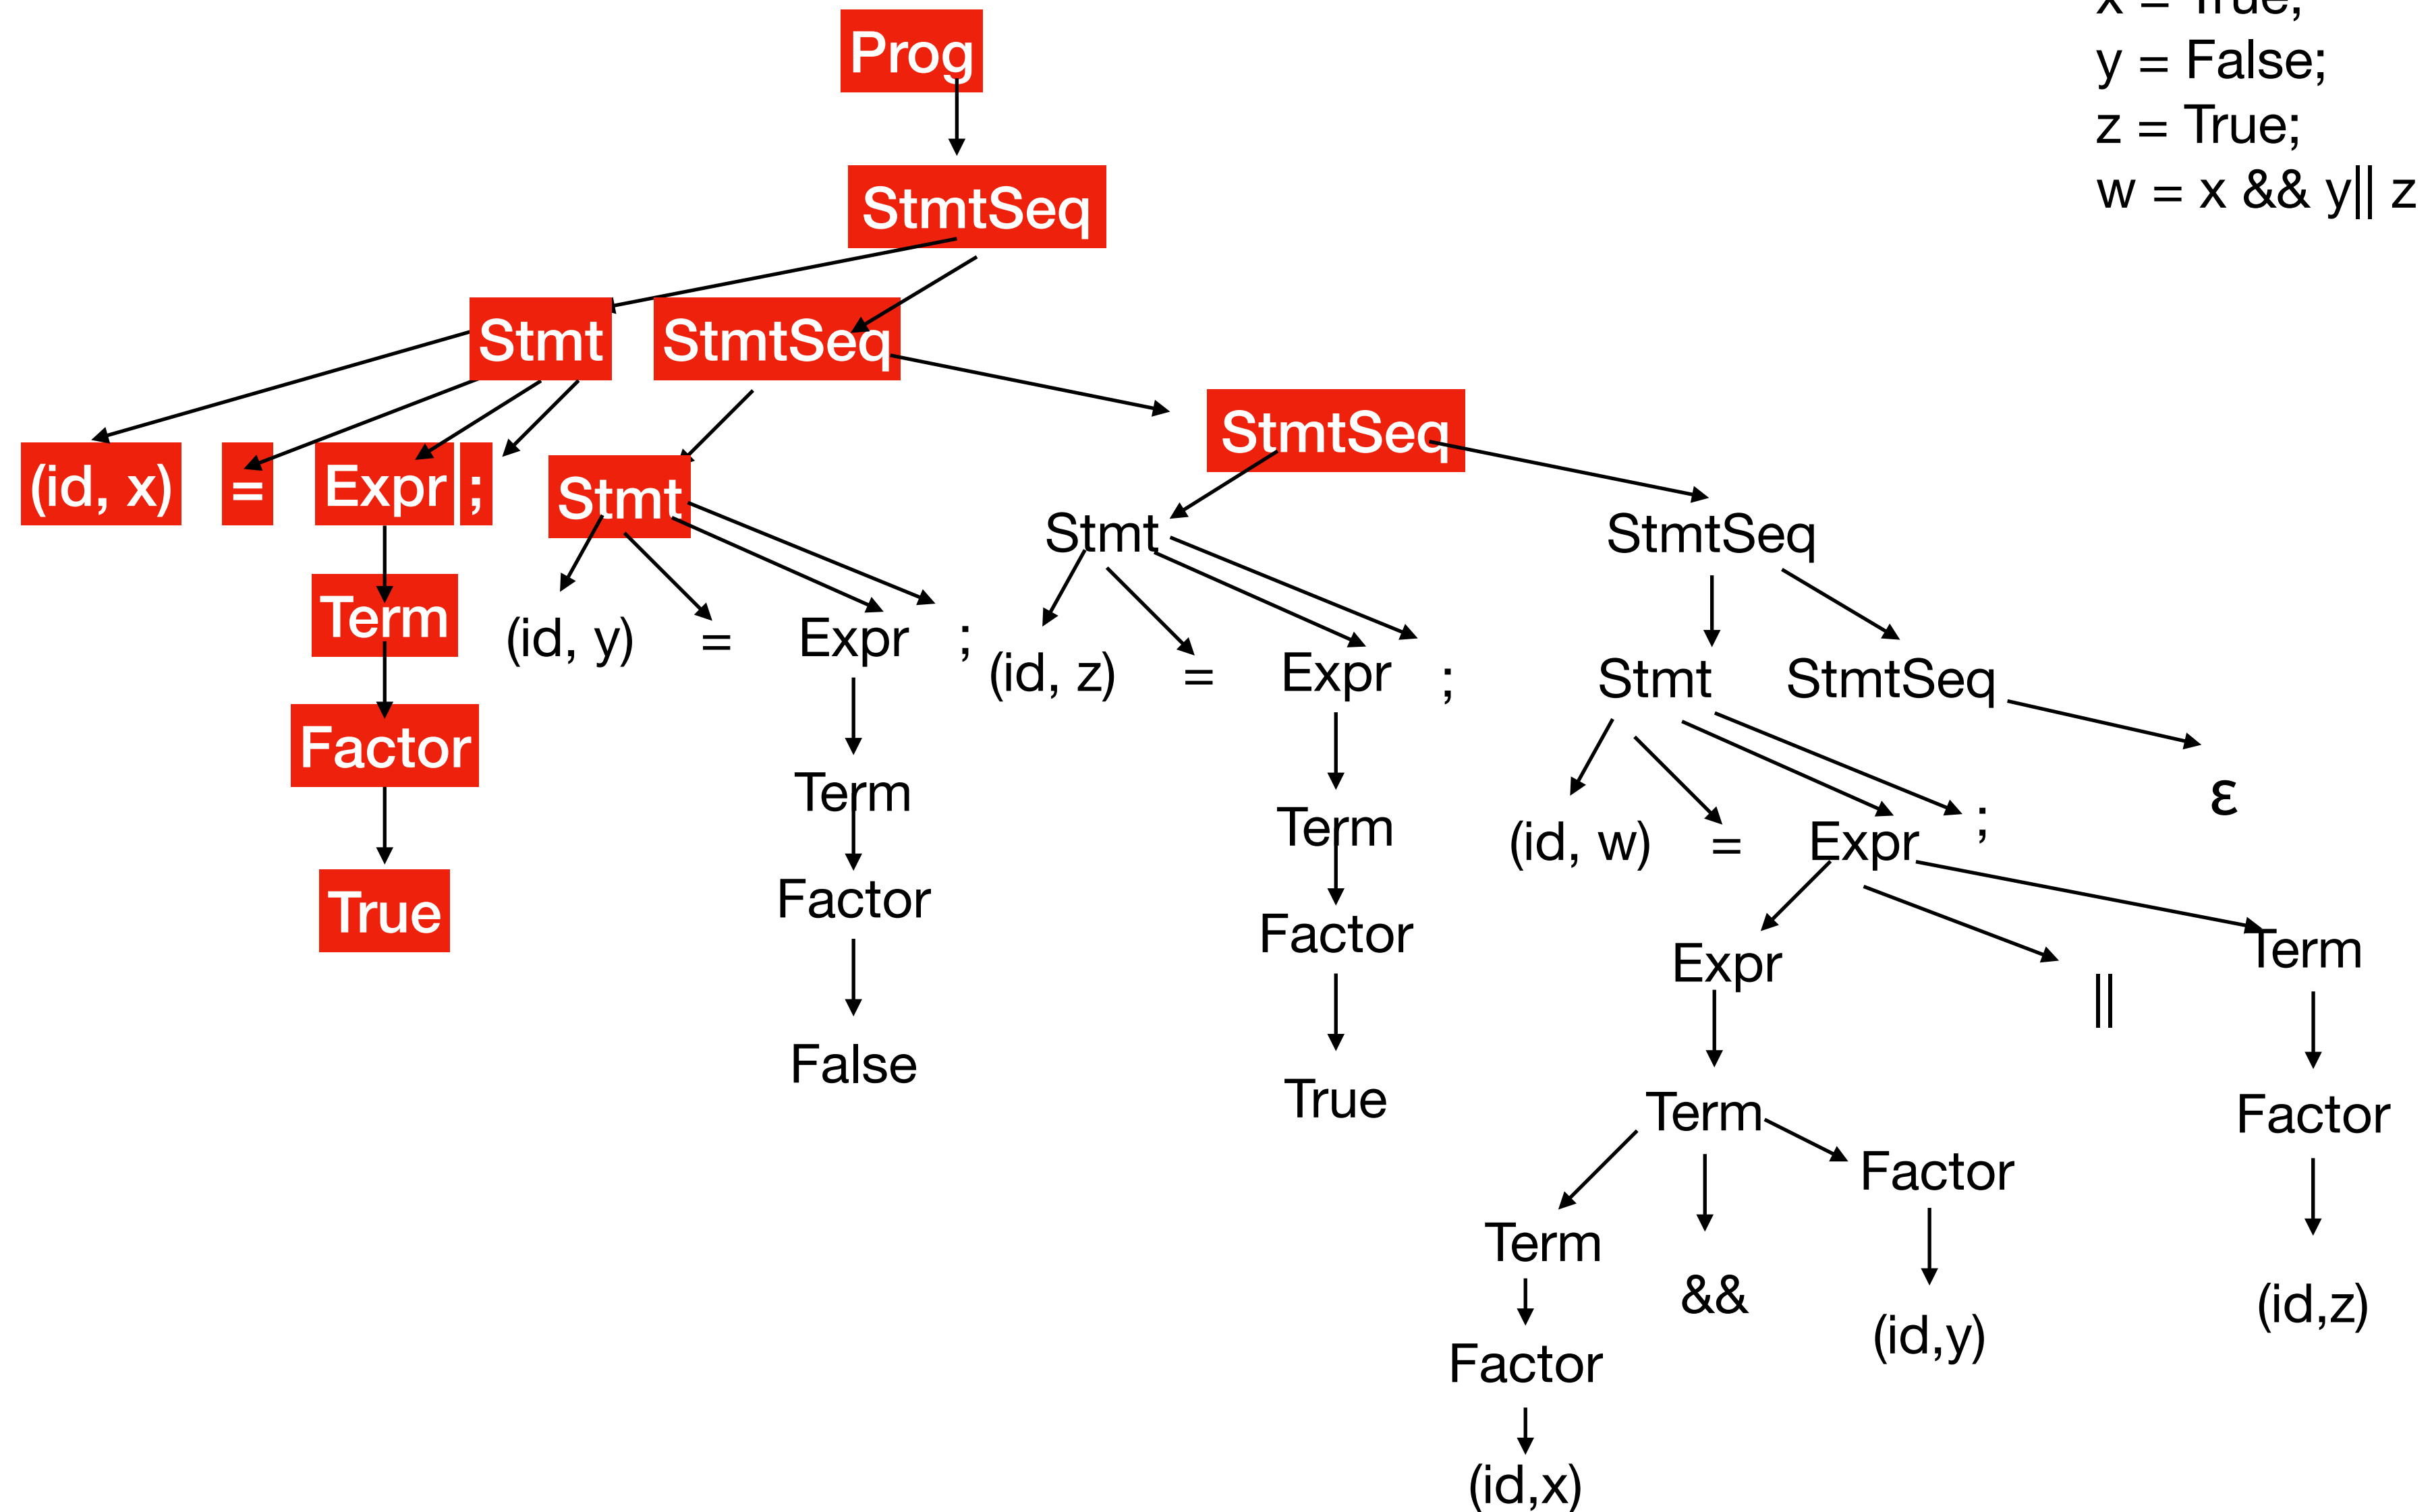 x = True;
y = False;
z = True;
w = x && y|| z
Prog
StmtSeq
Stmt StmtSeq
StmtSeq
(id, x) = Expr ; Stmt
Stmt StmtSeq
Term (id, y) = Expr ; (id, z) = Expr ; Stmt StmtSeq
Factor Term Term (id, w) = Expr ; ε
True Factor Factor Expr || Term
False True Term Factor Factor
Term && (id,y) (id,z)
Factor
(id,x)